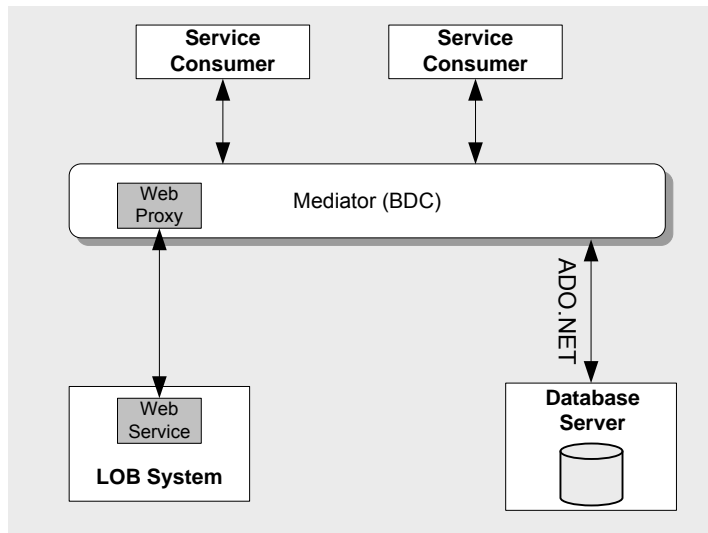 Service
Consumer
Service
Consumer
Web
Proxy
Mediator (BDC)
ADO.NET
Web
Service
LOB System
Database
Server